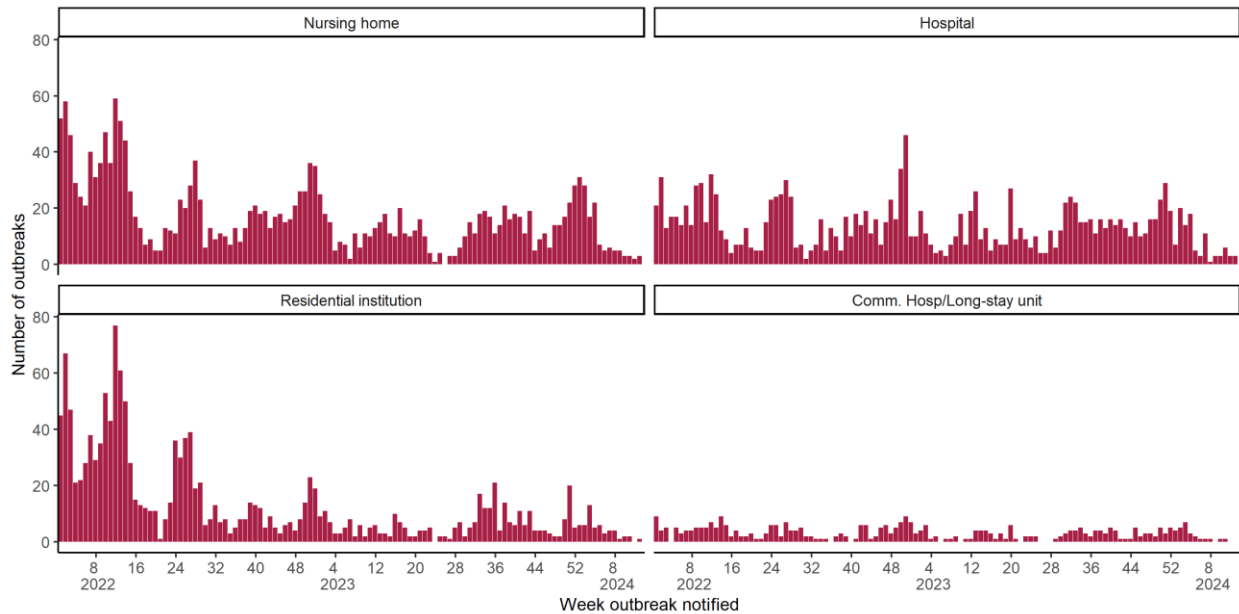 Nursing home
Hospital
80
60
40
20
0
Residential institution
Comm. Hosp/Long-stay unit
80
60
40
20
0
Number of outbreaks
8 16 24 32 40 48 4 12 20 28 36 44 52 8
2022 2023 2024
8 16 24 32 40 48 4 12 20 28 36 44 52 8
2022 2023 2024
Week outbreak notified